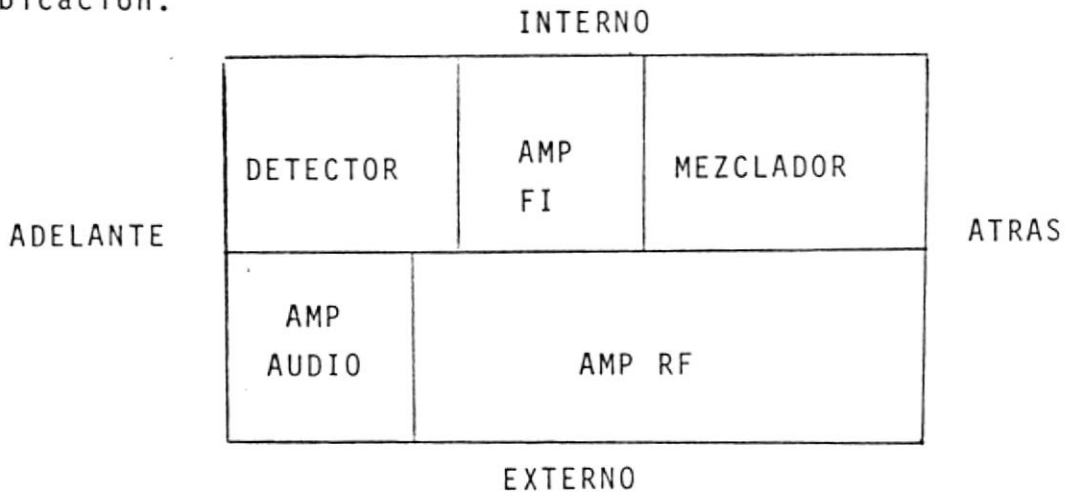 INTERNO
DETECTOR
AMP
FI
MEZCLADOR
ADELANTE
ATRAS
AMP
AUDIO
AMP RF
EXTERNO